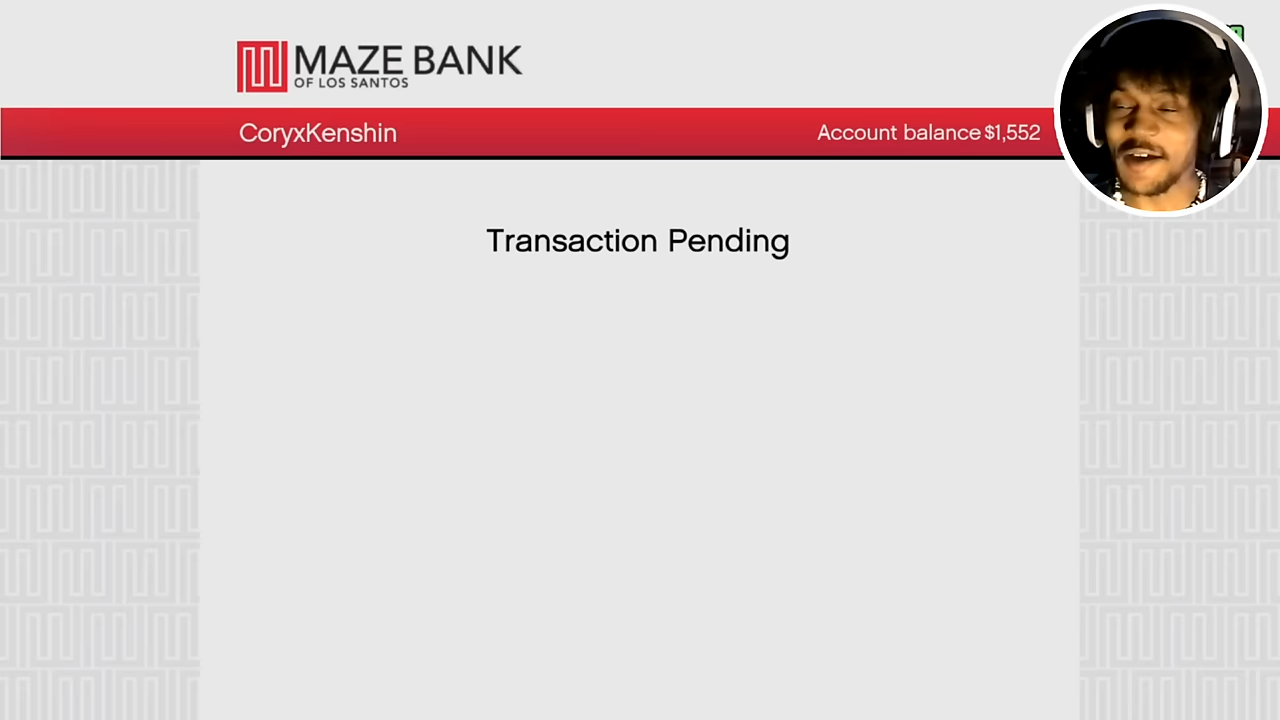 MAZE BANK
OF LOS SANTOS
CoryxKenshin
Account balance $1,552
Transaction Pending